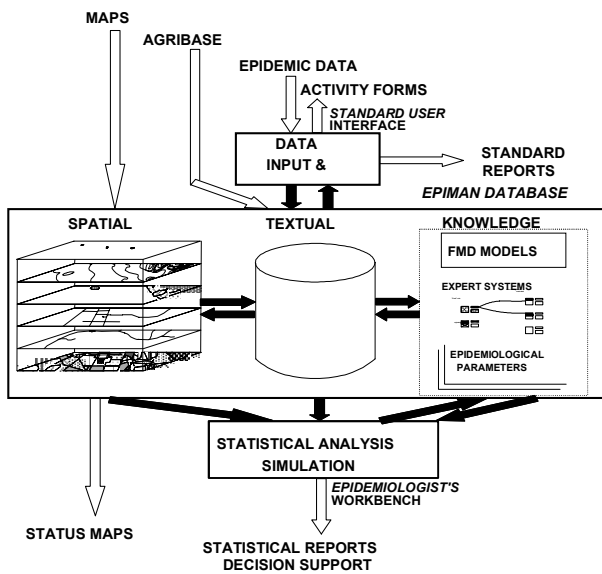 MAPS
AGRIBASE
EPIDEMIC DATA
ACTIVITY FORMS
STANDARD USER
INTERFACE
DATA
INPUT &
STANDARD
REPORTS
EPIMAN DATABASE
SPATIAL
TEXTUAL
KNOWLEDGE
FMD MODELS
EXPERT SYSTEMS
EPIDEMIOLOGICAL
PARAMETERS
STATISTICAL ANALYSIS
SIMULATION
EPIDEMIOLOGIST'S
WORKBENCH
STATUS MAPS
STATISTICAL REPORTS
DECISION SUPPORT